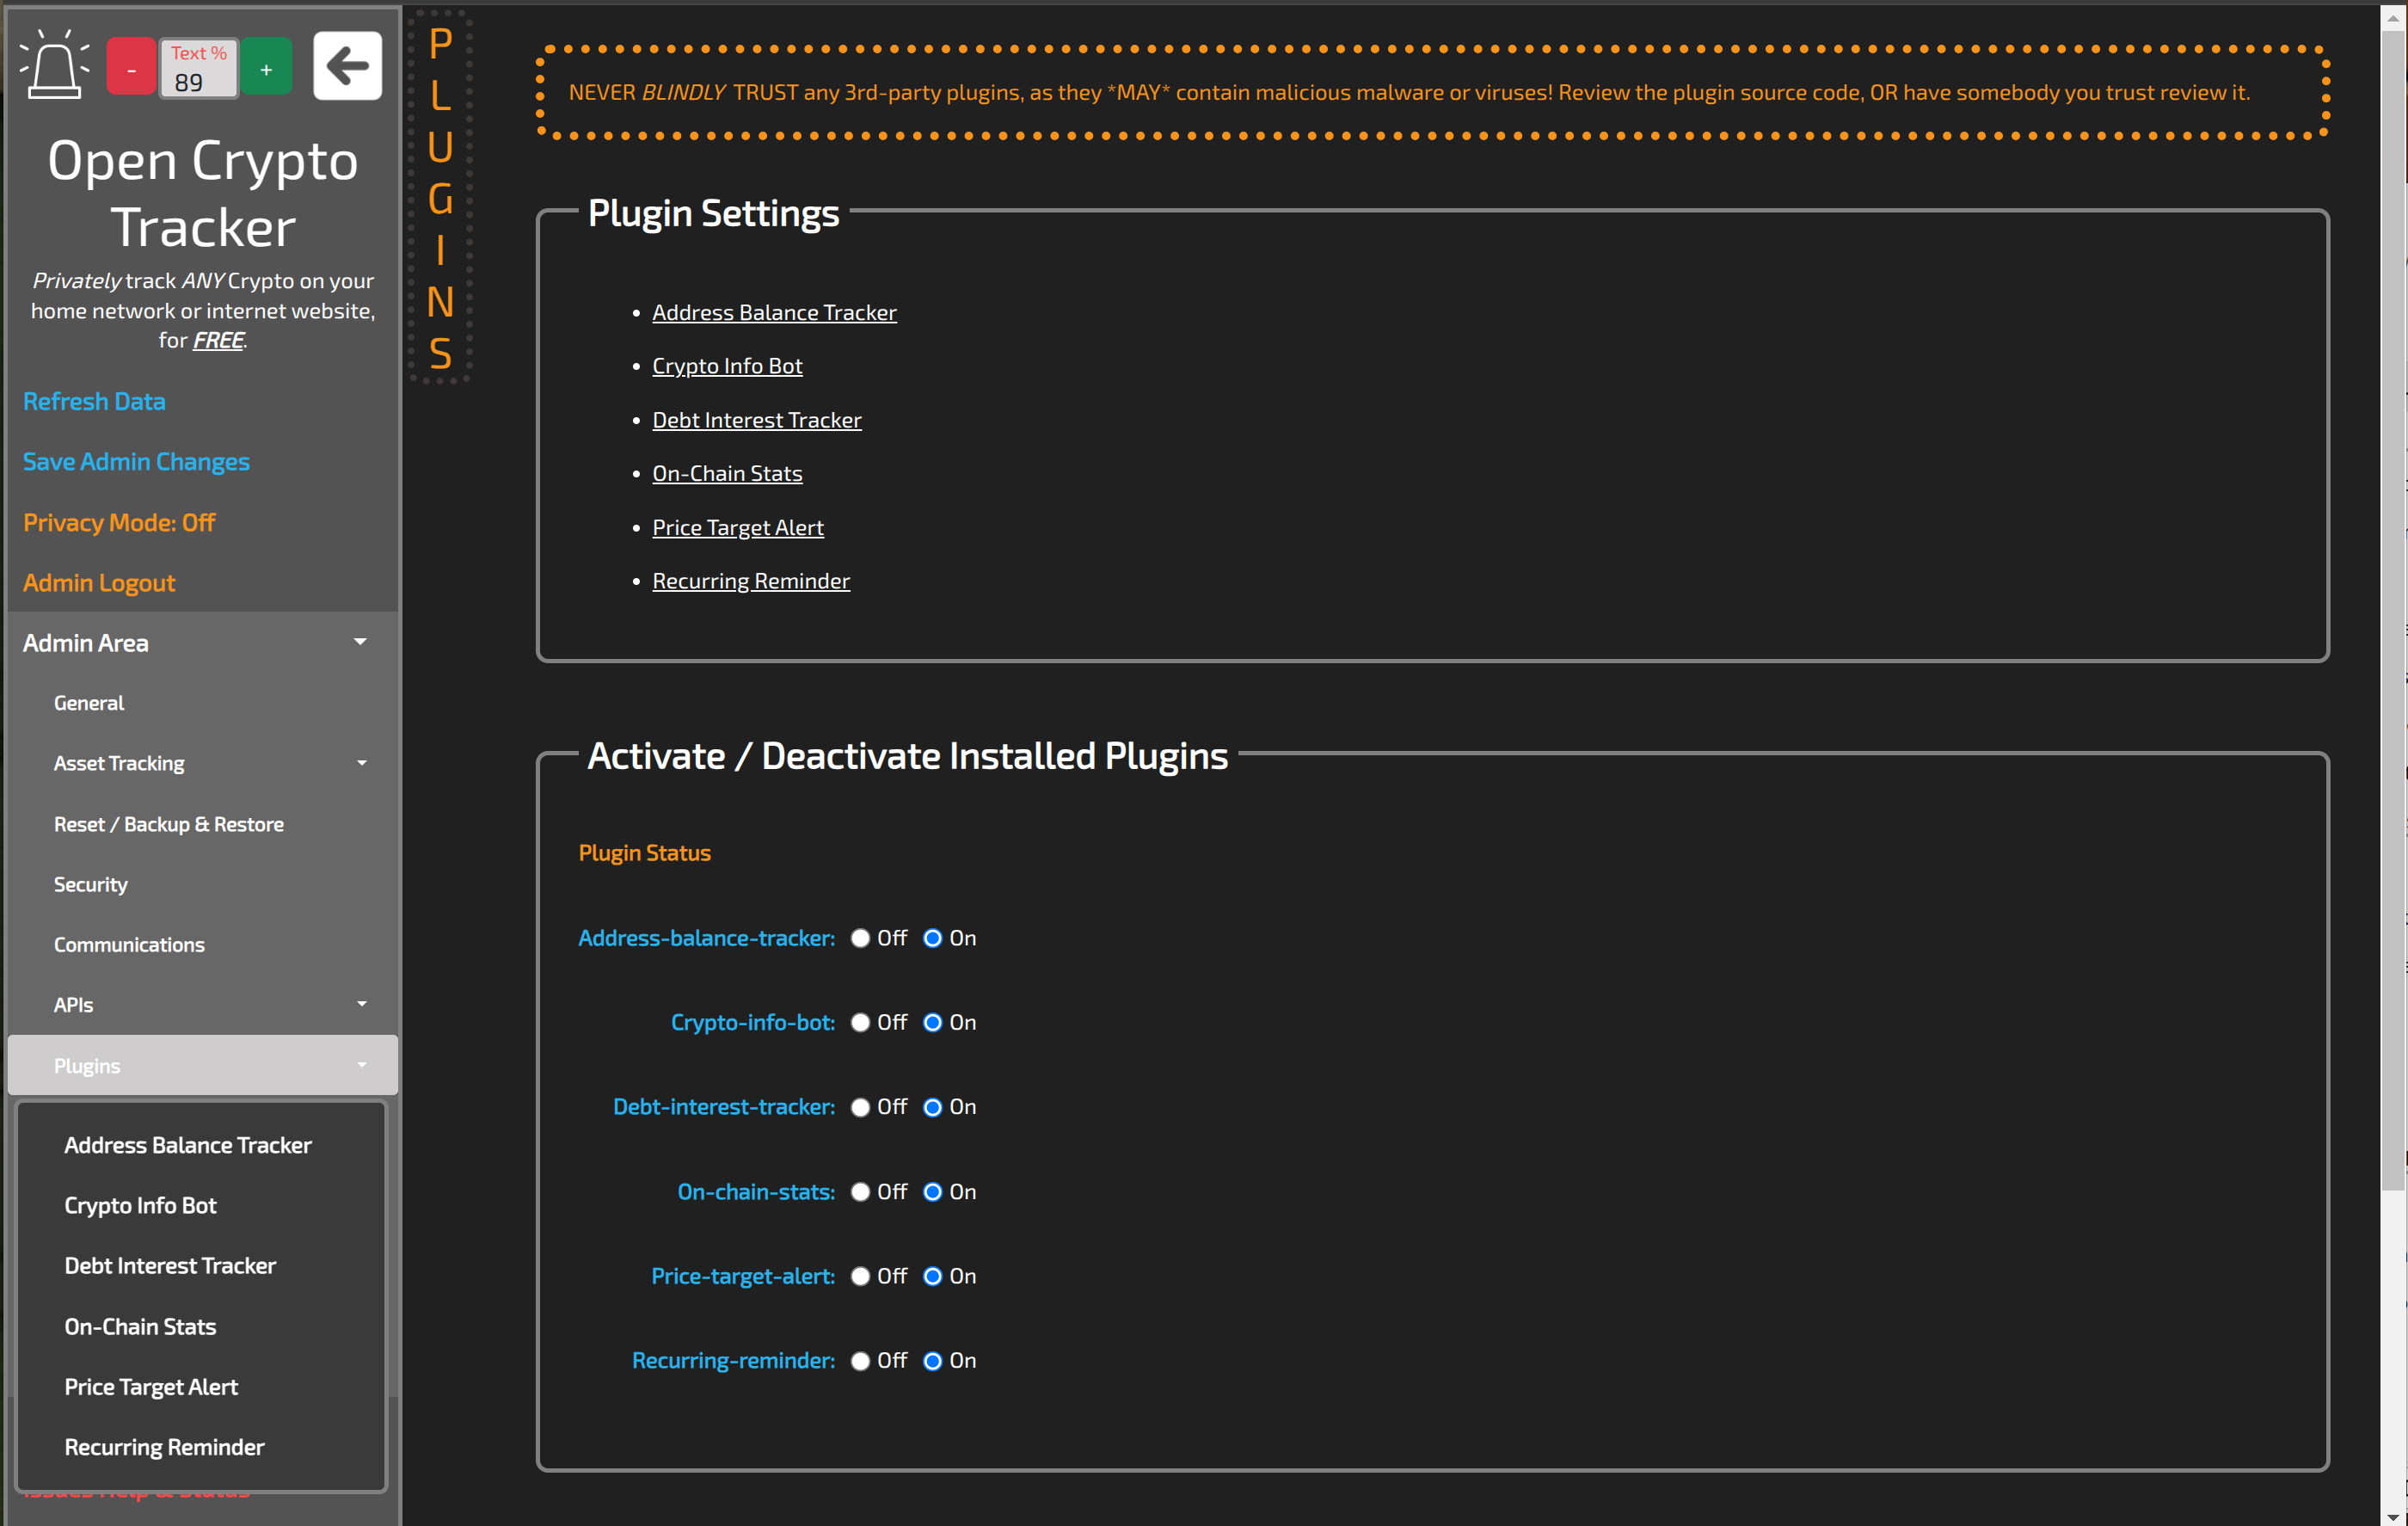 Text %
-
89
+
Open Crypto
Tracker
Privately track ANY Crypto on your
home network or internet website,
for FREE.
Refresh Data
Save Admin Changes
Privacy Mode: Off
Admin Logout
Admin Area
General
Asset Tracking
Reset / Backup & Restore
Security
Communications
APIs
Plugins
Address Balance Tracker
Crypto Info Bot
Debt Interest Tracker
On-Chain Stats
Price Target Alert
Recurring Reminder
P
L
U
G
I
N
S
NEVER BLINDLY TRUST any 3rd-party plugins, as they *MAY* contain malicious malware or viruses! Review the plugin source code, OR have somebody you trust review it.
Plugin Settings
• Address Balance Tracker
• Crypto Info Bot
• Debt Interest Tracker
• On-Chain Stats
• Price Target Alert
• Recurring Reminder
Activate / Deactivate Installed Plugins
Plugin Status
Address-balance-tracker: Off On
Crypto-info-bot: Off On
Debt-interest-tracker: Off On
On-chain-stats: Off On
Price-target-alert: Off On
Recurring-reminder: Off On